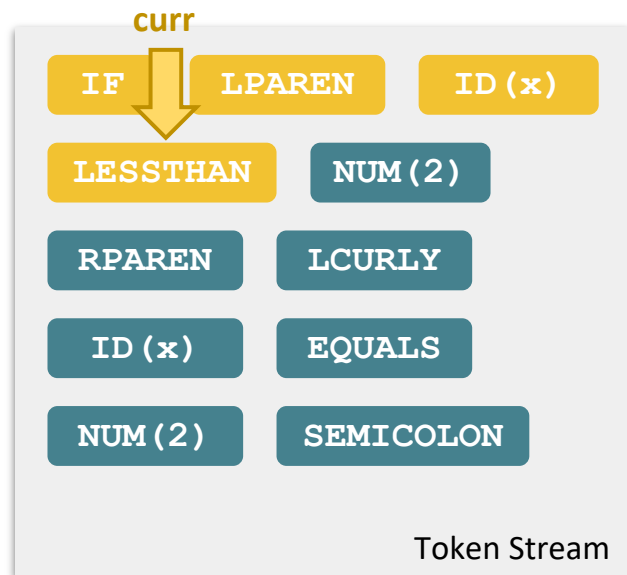 curr
IF LPAREN ID(x)
LESSTHAN NUM(2)
RPAREN LCURLY
ID(x) EQUALS
NUM(2) SEMICOLON
Token Stream